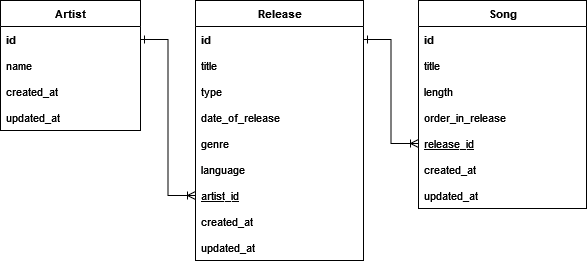 Artist
id
name
created_at
updated_at
Release
id
title
type
date_of_release
genre
language
artist_id
created_at
updated_at
Song
id
title
length
order_in_release
release_id
created_at
updated_at